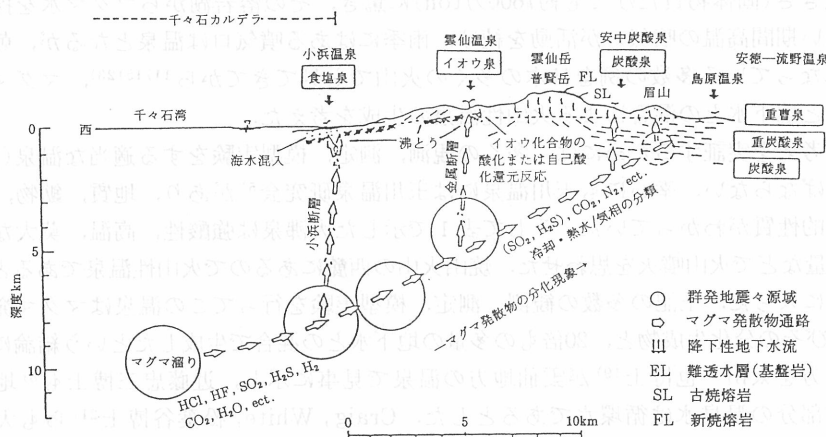 千々石カルデラ
小浜温泉
食塩泉
雲仙温泉
イオウ泉
雲仙岳
普賢岳
FL
安中炭酸泉
炭酸泉
SL
眉山
安徳一流野温泉
島原温泉
重曹泉
重炭酸泉
炭酸泉
西
千々石湾
海水混入
沸とう
イオウ化合物の
酸化または自己酸
化還元反応
小浜断層
金浜断層
(SO₂, H₂S), CO₂, N₂, ect.
冷却・熱水/気相の分類
マグマ発散物の分化現象
マグマ溜り
HCl, HF, SO₂, H₂S, H₂
CO₂, H₂O, ect.
深度km
0
5
10
0 5 10km
群発地震々源域
マグマ発散物通路
降下性地下水流
EL 難透水層(基盤岩)
SL 古焼熔岩
FL 新焼熔岩